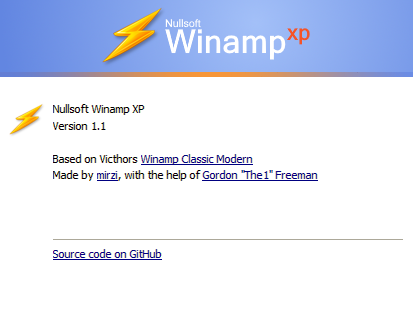 Nullsoft
Winamp xp
Nullsoft Winamp XP
Version 1.1
Based on Victhors Winamp Classic Modern
Made by mirzi, with the help of Gordon "The1" Freeman
Source code on GitHub